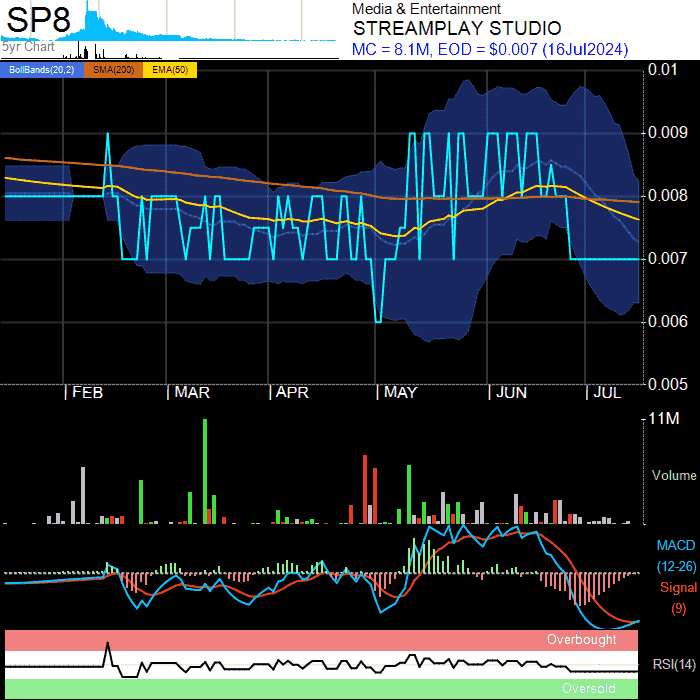 SP8
5yr Chart
Media & Entertainment
STREAMPLAY STUDIO
MC = 8.1M, EOD = $0.007 (16Jul2024)
BollBands(20,2) SMA(200) EMA(50)
0.01
0.009
0.008
0.007
0.006
0.005
| FEB | MAR | APR | MAY | JUN | JUL
11M
Volume
MACD
(12-26)
Signal
(9)
Overbought
RSI(14)
Oversold